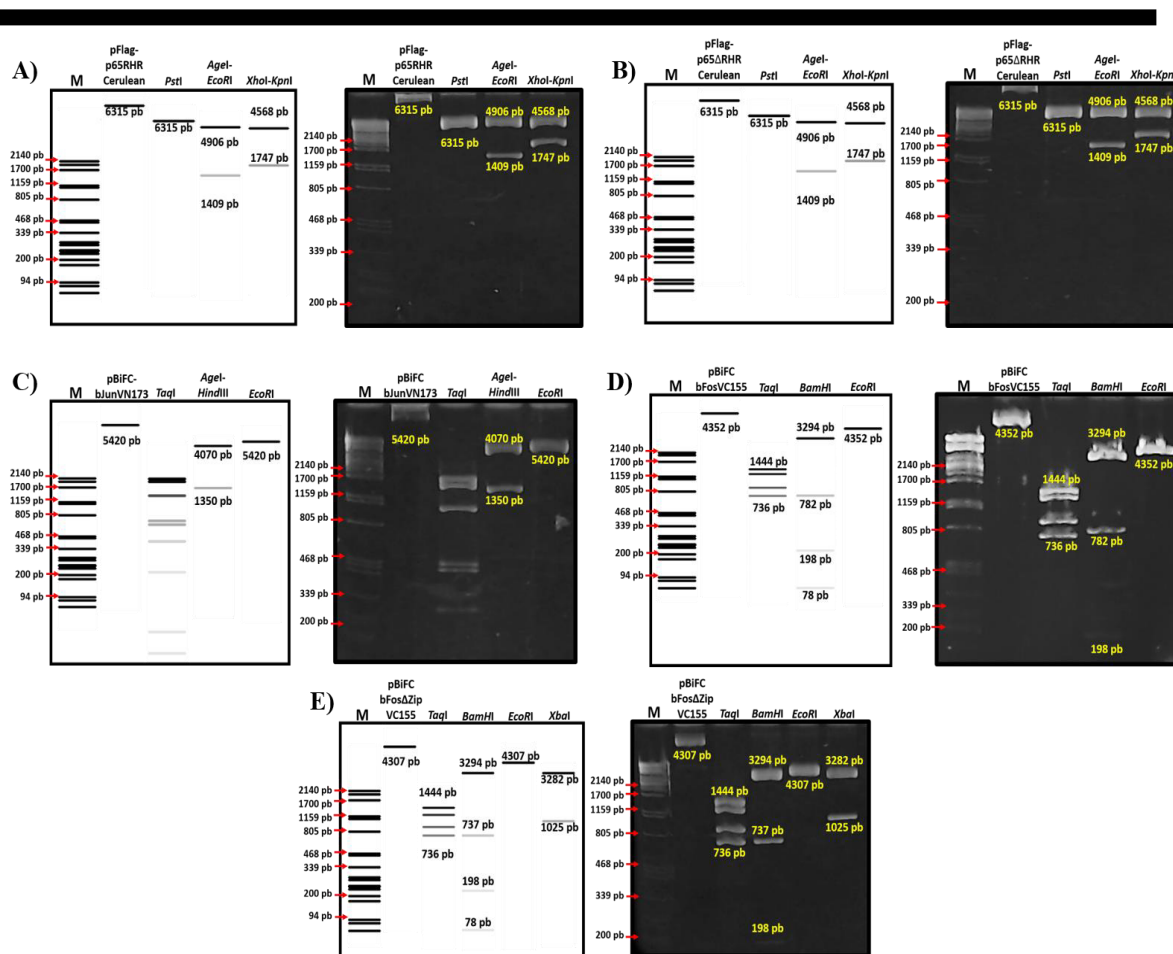 A)
M
pFlag-
p65RHR
Cerulean
PstI
AgeI-
EcoRI
XhoI-KpnI
6315 pb
6315 pb
4906 pb
1409 pb
4568 pb
1747 pb
2140 pb
1700 pb
1159 pb
805 pb
468 pb
339 pb
200 pb
94 pb
M
pFlag-
p65RHR
Cerulean
PstI
AgeI-
EcoRI
XhoI-KpnI
6315 pb
6315 pb
4906 pb
1409 pb
4568 pb
1747 pb
2140 pb
1700 pb
1159 pb
805 pb
468 pb
339 pb
200 pb
B)
M
pFlag-
p65ΔRHR
Cerulean
PstI
AgeI-
EcoRI
XhoI-KpnI
6315 pb
6315 pb
4906 pb
1409 pb
4568 pb
1747 pb
2140 pb
1700 pb
1159 pb
805 pb
468 pb
339 pb
200 pb
94 pb
M
pFlag-
p65ΔRHR
Cerulean
PstI
AgeI-
EcoRI
XhoI-KpnI
6315 pb
6315 pb
4906 pb
1409 pb
4568 pb
1747 pb
2140 pb
1700 pb
1159 pb
805 pb
468 pb
339 pb
200 pb
C)
M
pBiFC-
bJunVN173
TaqI
AgeI-
HindIII
EcoRI
5420 pb
4070 pb
1350 pb
5420 pb
2140 pb
1700 pb
1159 pb
805 pb
468 pb
339 pb
200 pb
94 pb
M
pBiFC
bJunVN173
TaqI
AgeI-
HindIII
EcoRI
5420 pb
4070 pb
1350 pb
5420 pb
2140 pb
1700 pb
1159 pb
805 pb
468 pb
339 pb
200 pb
D)
M
pBiFC
bFosVC155
TaqI
BamHI
EcoRI
4352 pb
1444 pb
736 pb
3294 pb
782 pb
198 pb
78 pb
4352 pb
2140 pb
1700 pb
1159 pb
805 pb
468 pb
339 pb
200 pb
94 pb
M
pBiFC
bFosVC155
TaqI
BamHI
EcoRI
4352 pb
1444 pb
736 pb
3294 pb
782 pb
198 pb
4352 pb
2140 pb
1700 pb
1159 pb
805 pb
468 pb
339 pb
200 pb
E)
M
pBiFC
bFosΔZip
VC155
TaqI
BamHI
EcoRI
XbaI
4307 pb
1444 pb
736 pb
3294 pb
737 pb
198 pb
78 pb
4307 pb
3282 pb
1025 pb
2140 pb
1700 pb
1159 pb
805 pb
468 pb
339 pb
200 pb
94 pb
M
pBiFC
bFosΔZip
VC155
TaqI
BamHI
EcoRI
XbaI
4307 pb
1444 pb
736 pb
3294 pb
737 pb
198 pb
4307 pb
3282 pb
1025 pb
2140 pb
1700 pb
1159 pb
805 pb
468 pb
339 pb
200 pb